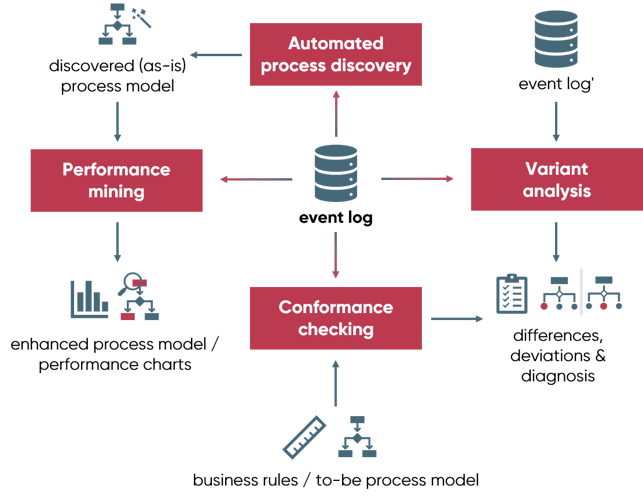 Automated
process discovery
discovered (as-is)
process model
event log'
Performance
mining
event log
Variant
analysis
Conformance
checking
enhanced process model /
performance charts
differences,
deviations &
diagnosis
business rules / to-be process model